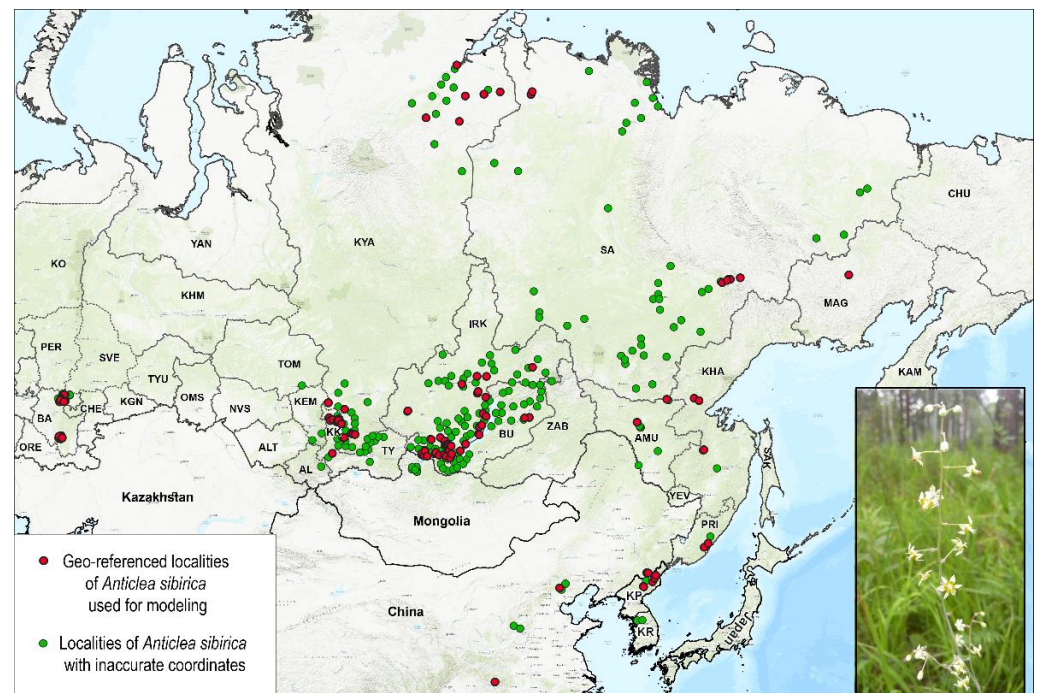 CHU
YAN
KYA
SA
KO
KHM
MAG
IRK
PER
SVE
TOM
KHA
KAM
TYU
BA
CHE
KGN
OMS
NVS
KEM
KK
ZAB
BU
AMU
ORE
ALT
TY
AL
SAK
YEV
Kazakhstan
Mongolia
PRI
Geo-referenced localities
of Anticlea sibirica
used for modeling
China
KP
KR
Japan
Localities of Anticlea sibirica
with inaccurate coordinates